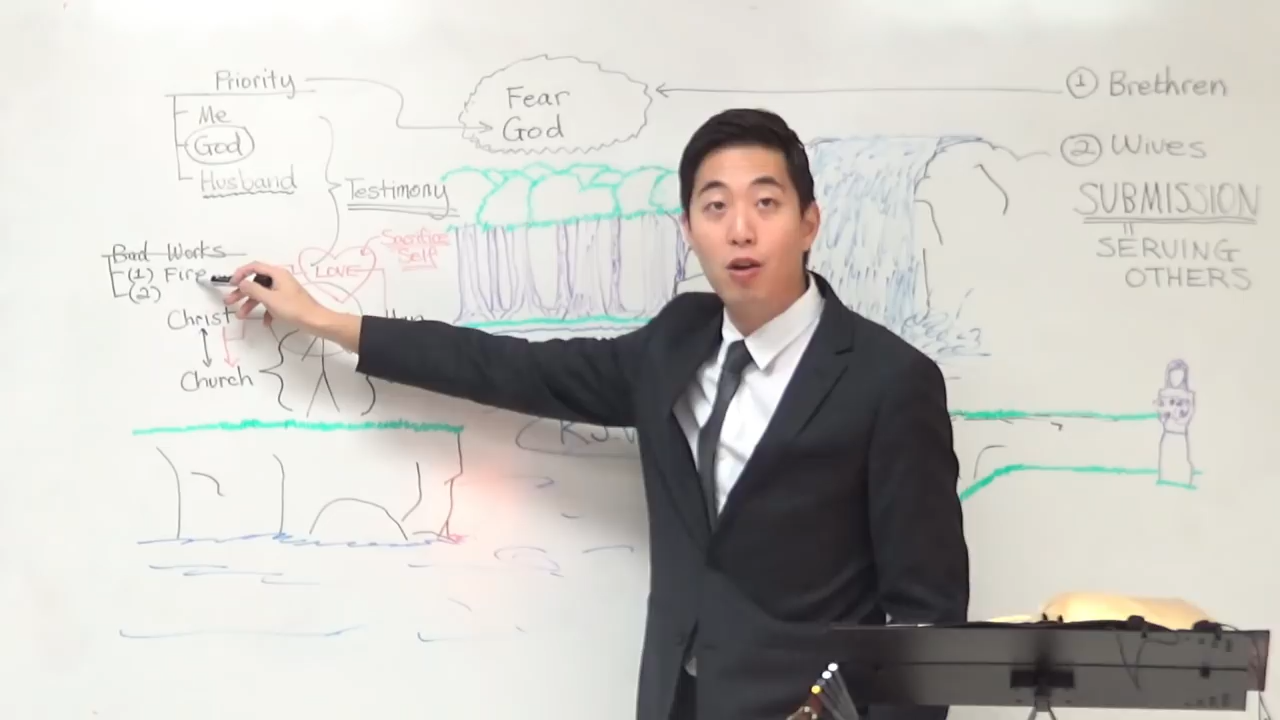 Priority
Me
God
Husband
Testimony
Fear
God
① Brethren
② Wives
SUBMISSION
=
SERVING
OTHERS
Bad Works
(1) Fire
(2)
LOVE
Sacrifice
Self
Christ
Church